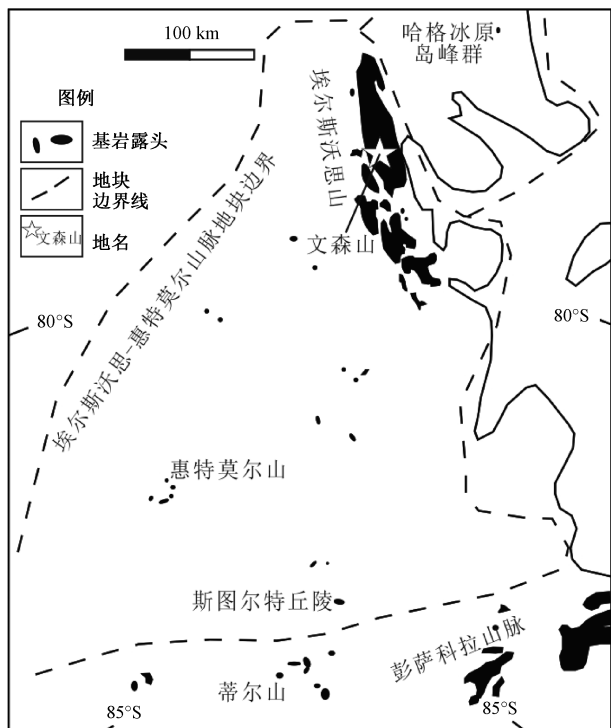 100 km
哈格冰原
岛峰群
图例
基岩露头
地块
边界线
文森山
地名
埃尔斯沃思山
文森山
埃尔斯沃思-惠特莫尔山脉地块边界
80°S
80°S
惠特莫尔山
斯图尔特丘陵
彭萨科拉山脉
蒂尔山
85°S
85°S